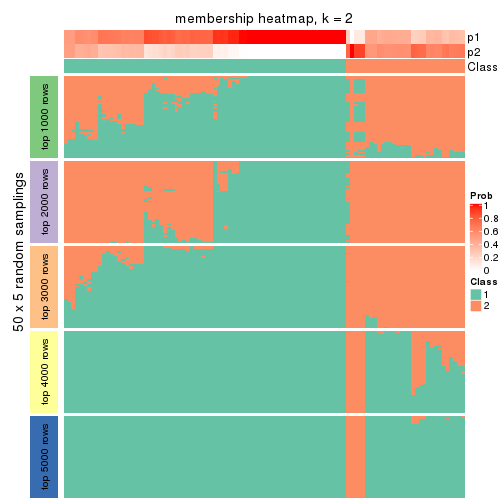 membership heatmap, k = 2
p1
p2
Class
50 x 5 random samplings
top 1000 rows
top 2000 rows
top 3000 rows
top 4000 rows
top 5000 rows
Prob
1
0.8
0.6
0.4
0.2
0
Class
1
2